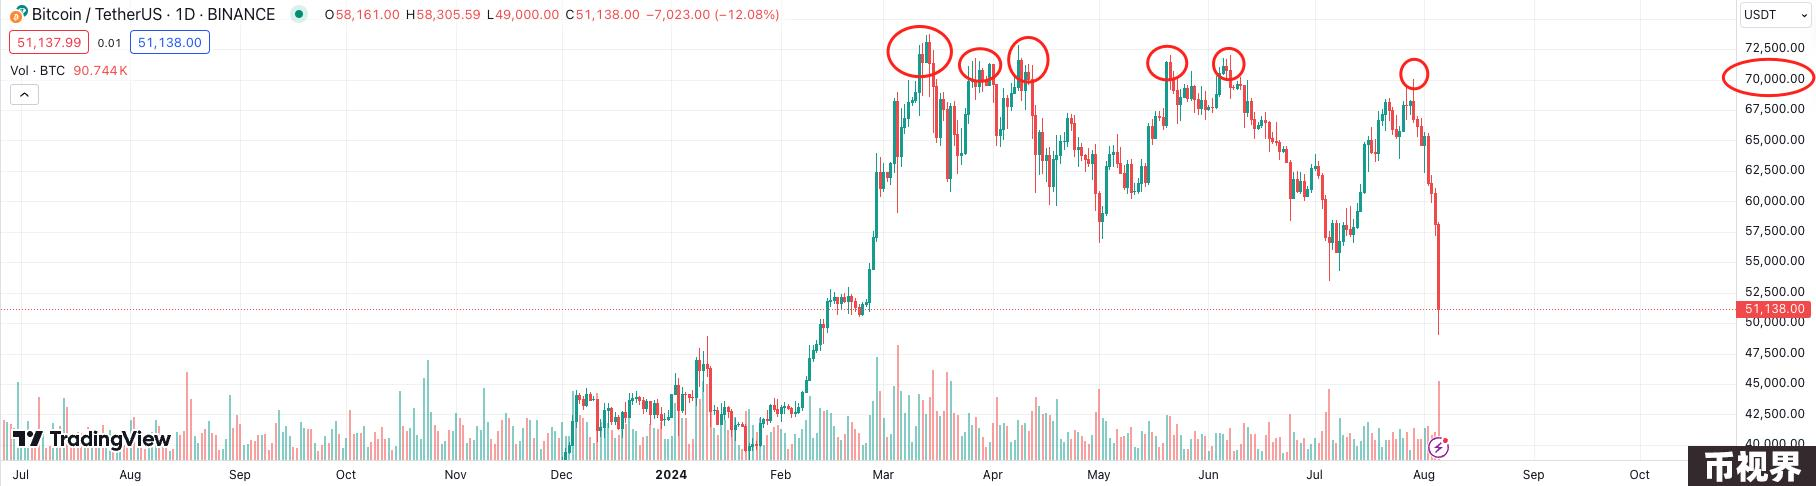 Bitcoin / TetherUS · 1D · BINANCE O58,161.00 H58,305.59 L49,000.00 C51,138.00 −7,023.00 (−12.08%)
USDT
51,137.99 0.01 51,138.00
Vol · BTC 90.744K
72,500.00
70,000.00
67,500.00
65,000.00
62,500.00
60,000.00
57,500.00
55,000.00
52,500.00
51,138.00
50,000.00
47,500.00
45,000.00
42,500.00
40,000.00
TradingView
Jul Aug Sep Oct Nov Dec 2024 Feb Mar Apr May Jun Jul Aug Sep Oct
币视界